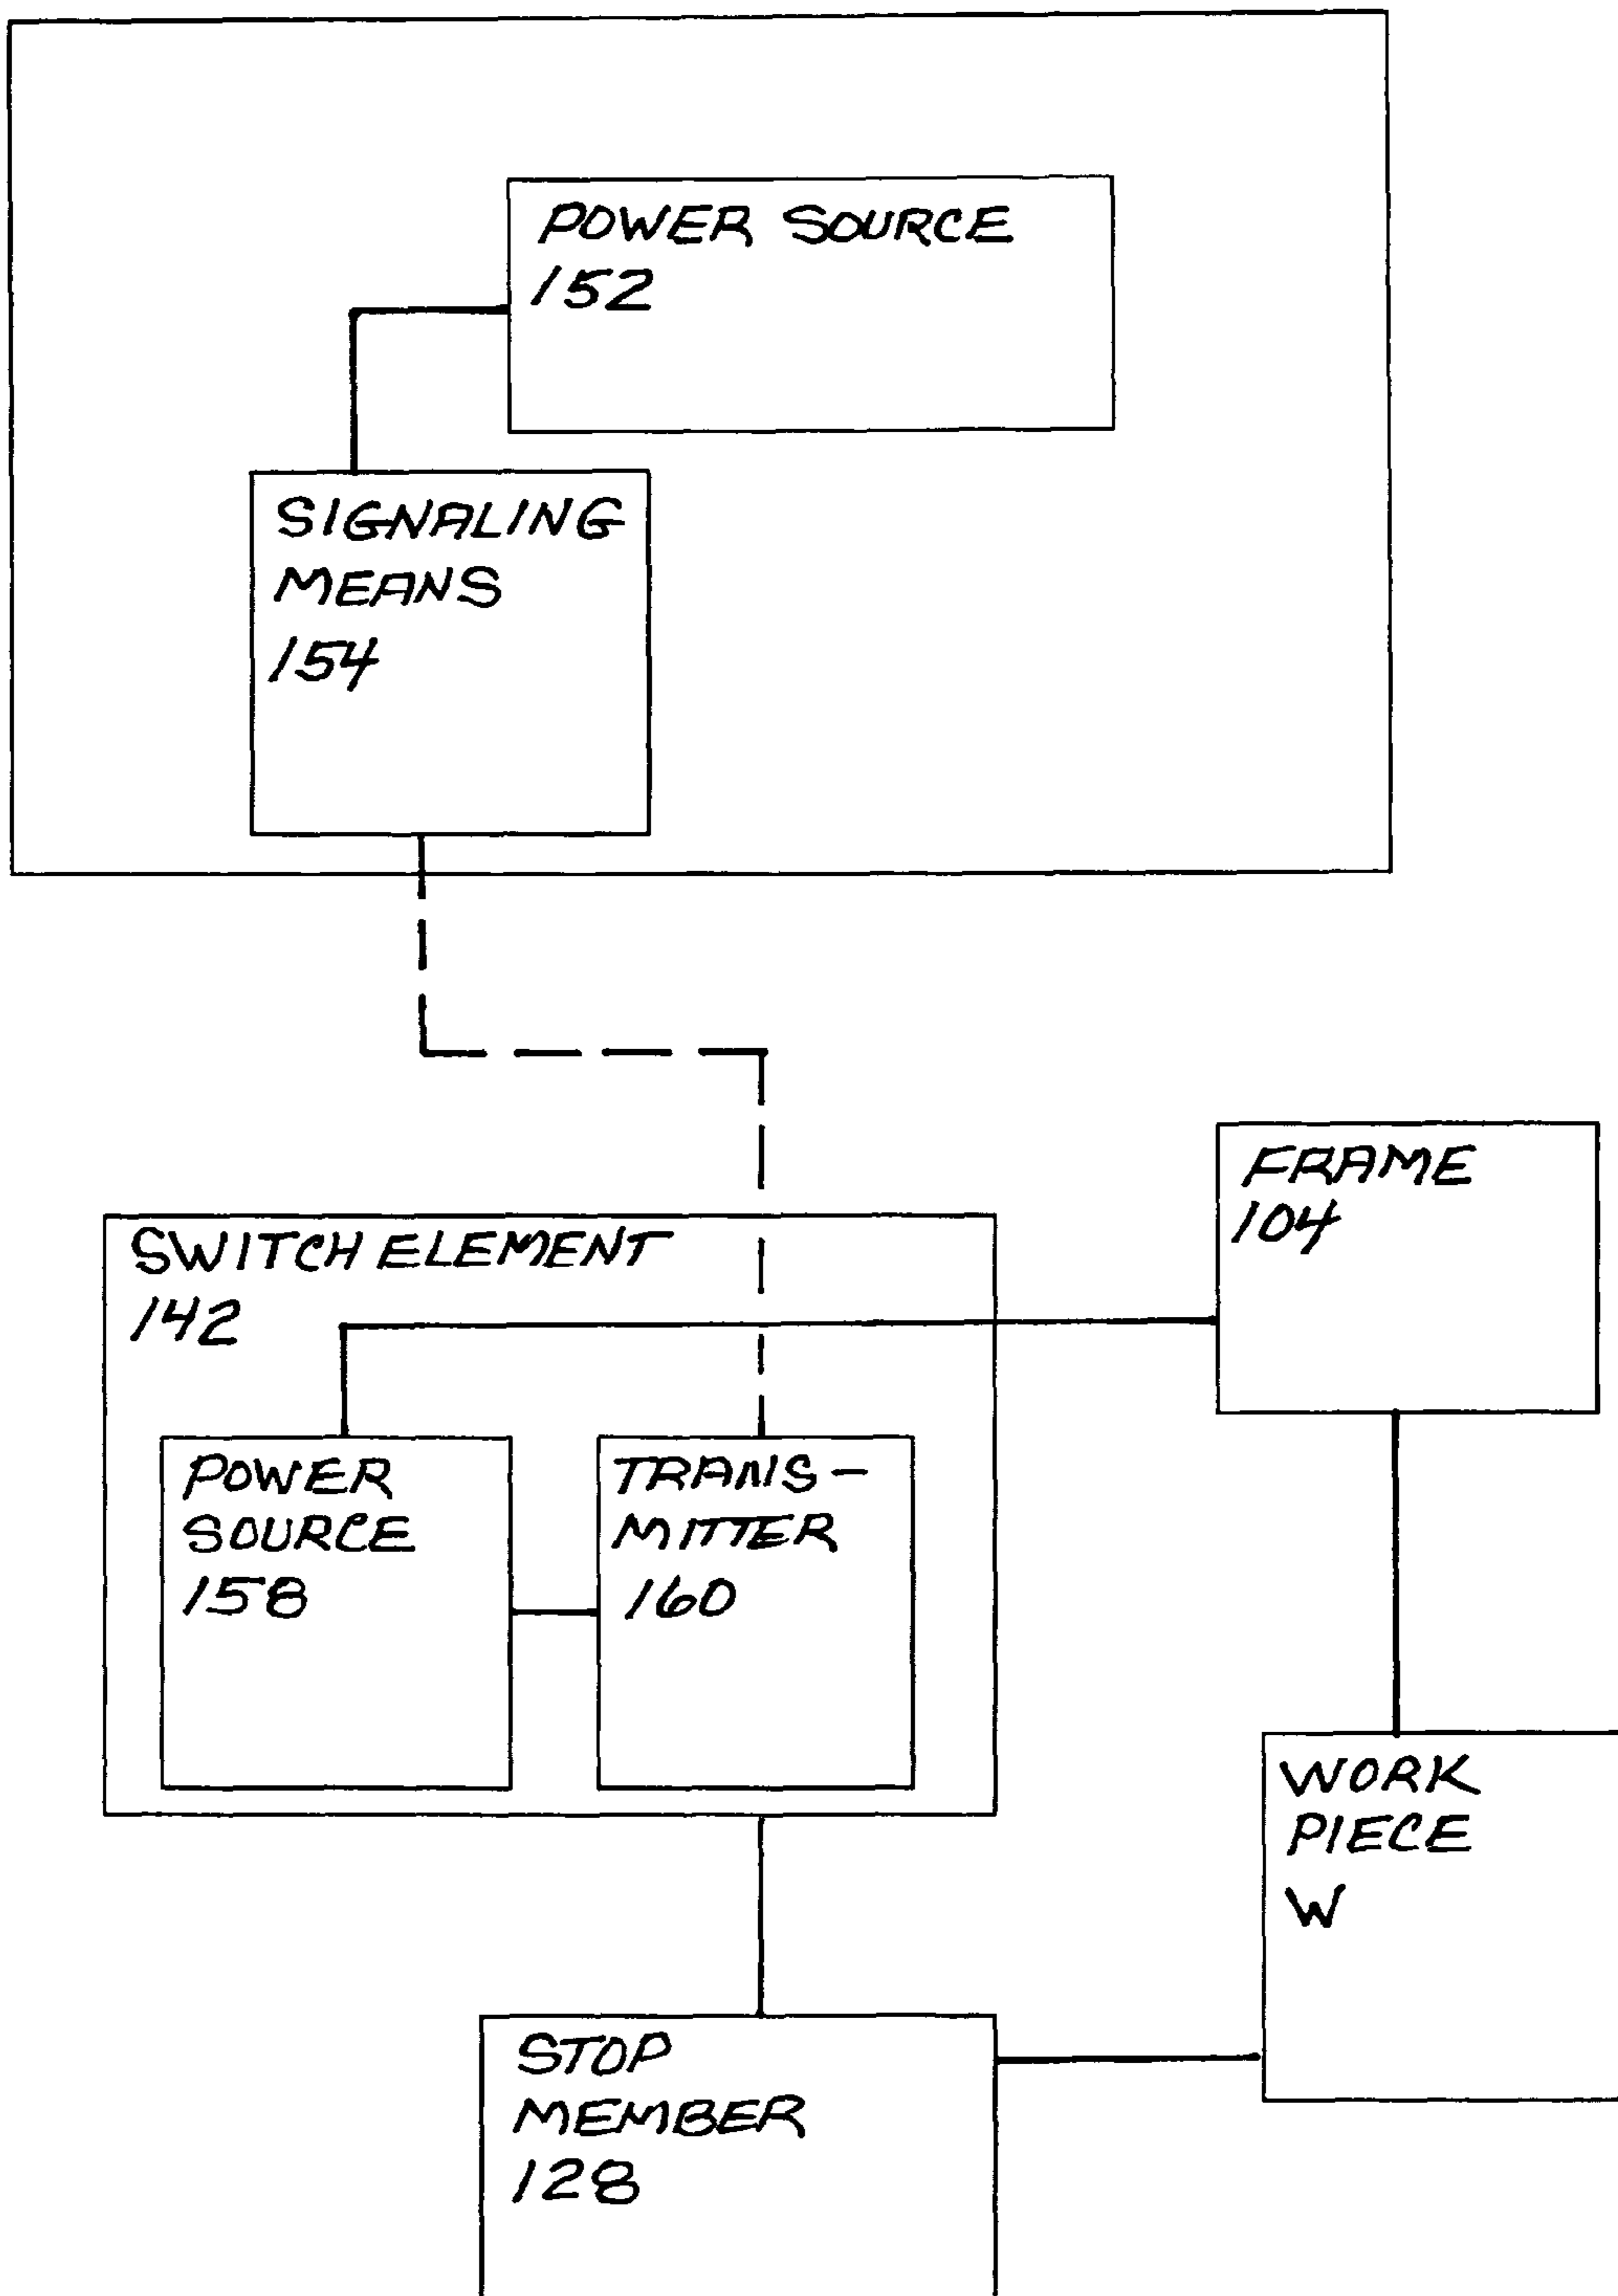 POWER SOURCE
152
SIGNALING
MEANS
154
FRAME
104
SWITCH ELEMENT
142
POWER
SOURCE
158
TRANS-
MITTER
160
WORK
PIECE
W
STOP
MEMBER
128